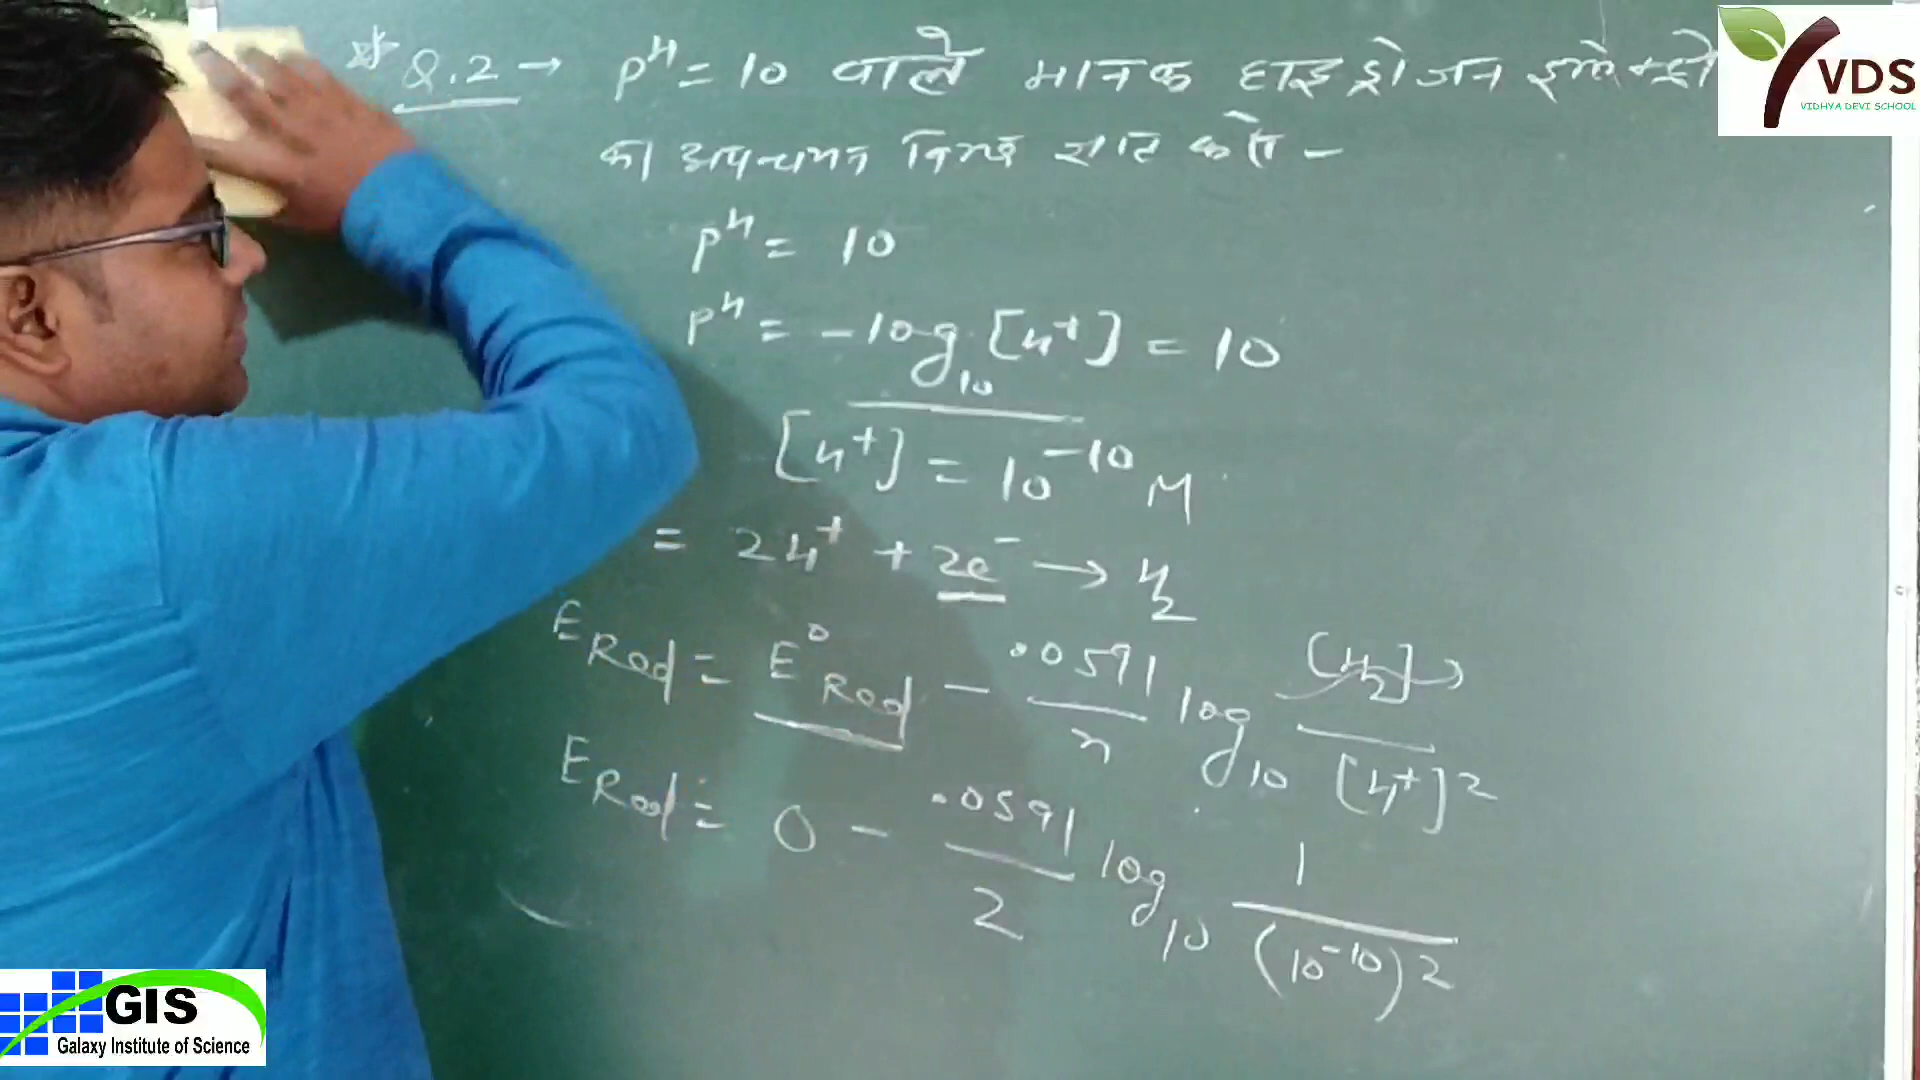 Q.2 → pH = 10 वाले मानक हाइड्रोजन इलेक्ट्रो
का अपचयन विभव ज्ञात करो -
pH = 10
pH = -log₁₀ [H⁺] = 10
[H⁺] = 10⁻¹⁰ M
= 2H⁺ + 2e⁻ → H₂
E Red = E° Red - .0591/n log₁₀ [H₂]/[H⁺]²
E Red = 0 - .0591/2 log₁₀ 1/(10⁻¹⁰)²
VDS
VIDHYA DEVI SCHOOL
GIS
Galaxy Institute of Science